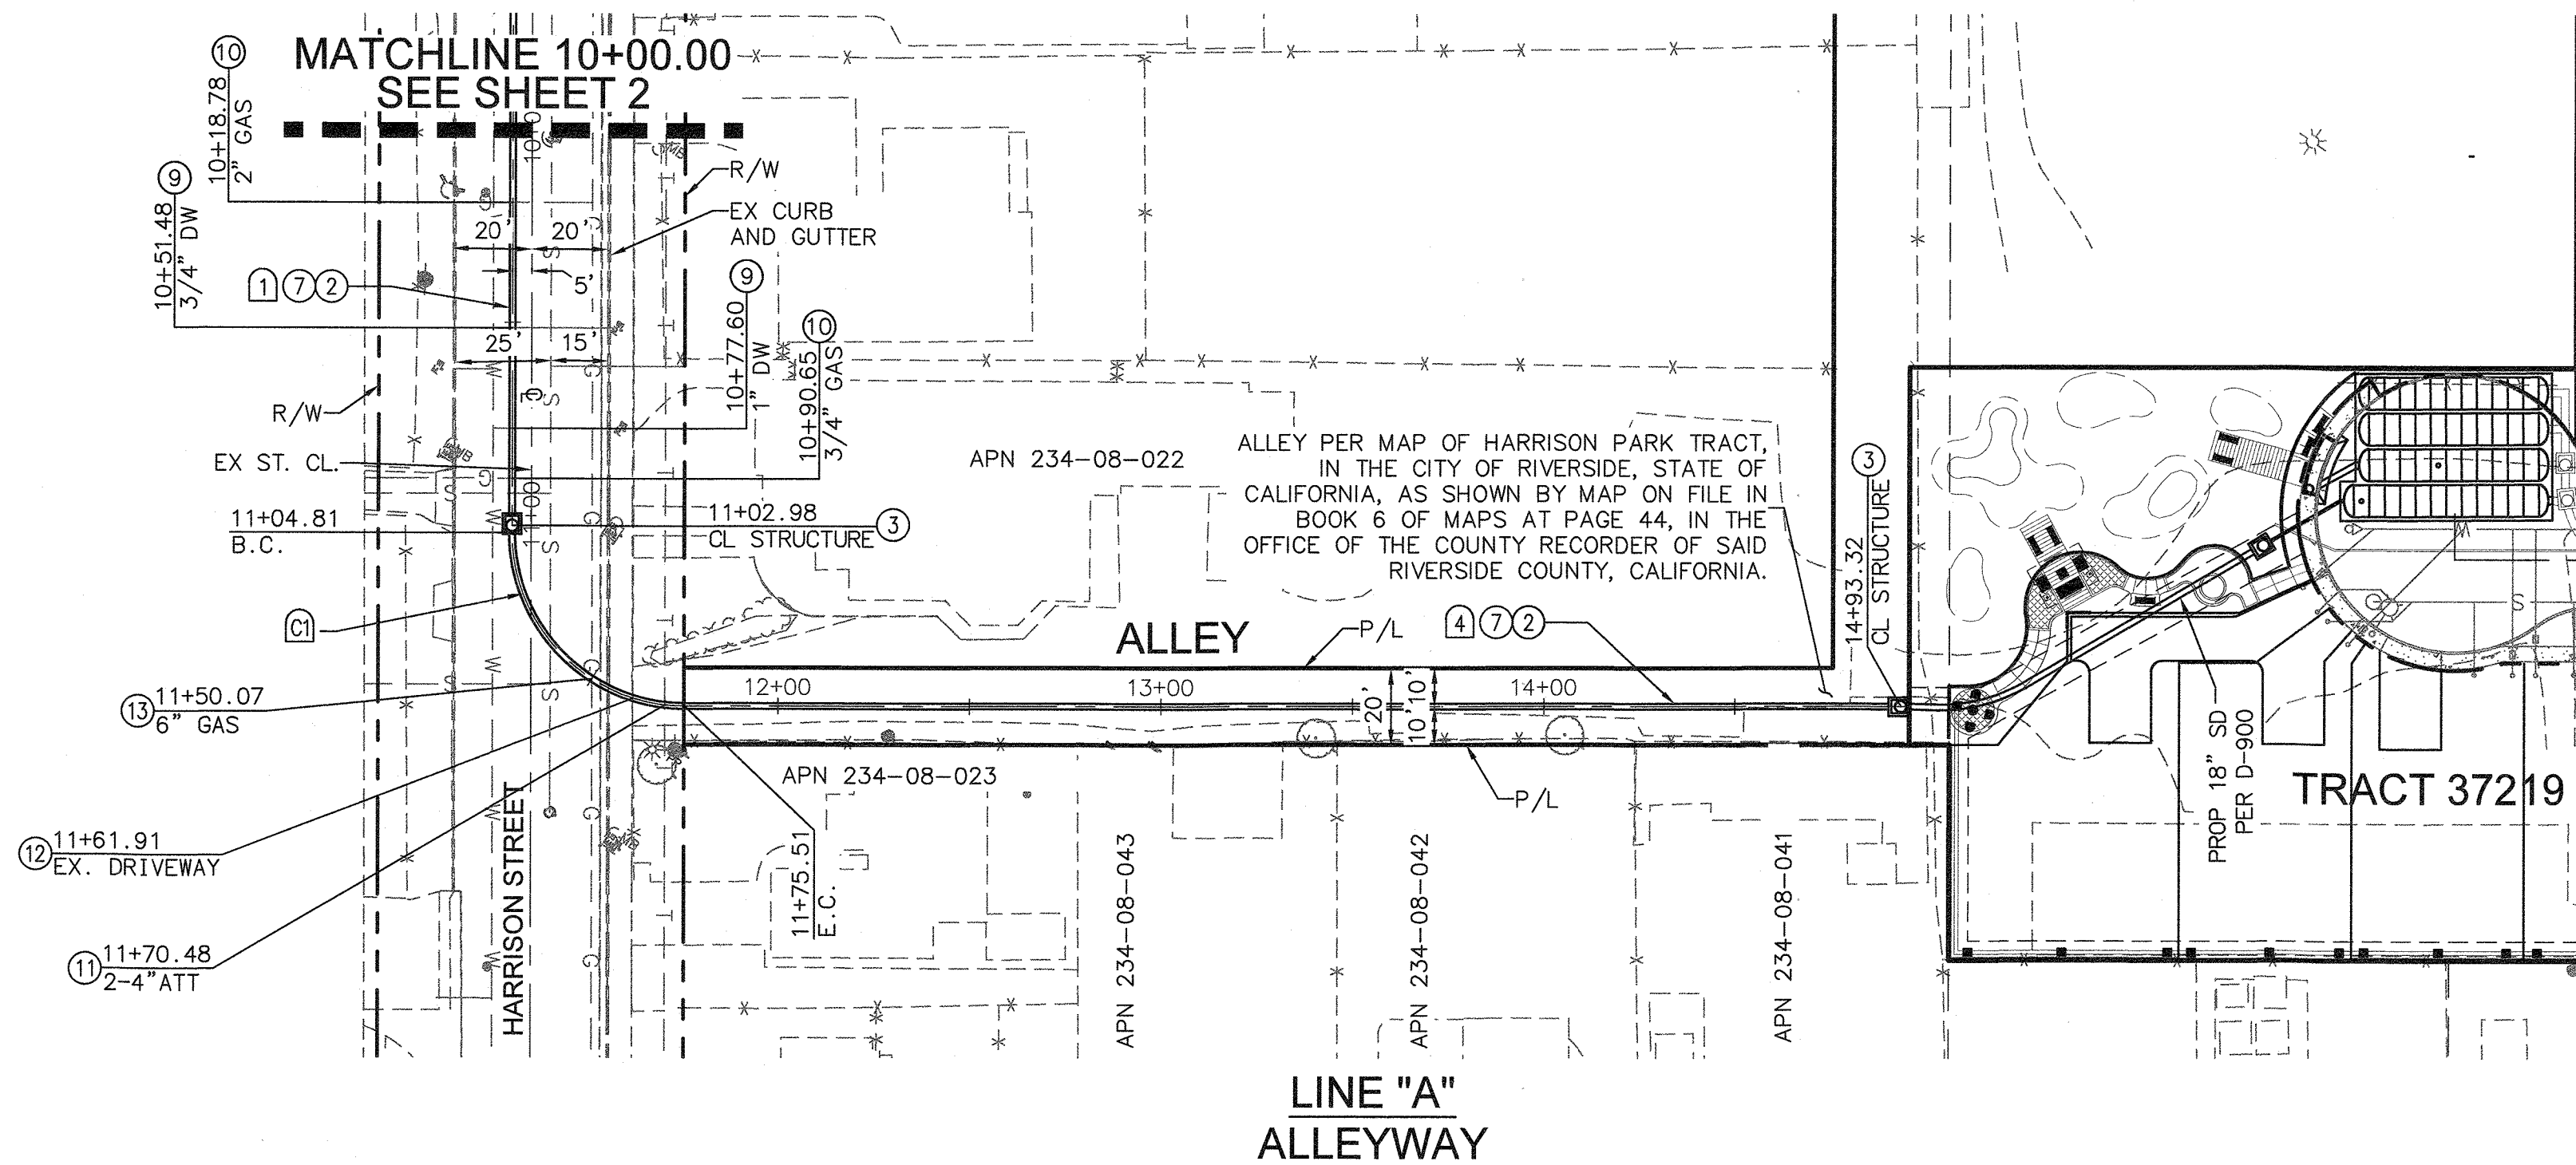 MATCHLINE 10+00.00
SEE SHEET 2
10
10+18.78
2" GAS
9
10+51.48
3/4" DW
R/W
EX CURB
AND GUTTER
20'
20'
5'
1
7
2
25'
15'
9
10+77.60
1" DW
10
10+90.65
3/4" GAS
R/W
EX ST. CL.
11+04.81
B.C.
11+02.98
CL STRUCTURE
3
11+00
C1
APN 234-08-022
ALLEY PER MAP OF HARRISON PARK TRACT,
IN THE CITY OF RIVERSIDE, STATE OF
CALIFORNIA, AS SHOWN BY MAP ON FILE IN
BOOK 6 OF MAPS AT PAGE 44, IN THE
OFFICE OF THE COUNTY RECORDER OF SAID
RIVERSIDE COUNTY, CALIFORNIA.
3
14+93.32
CL STRUCTURE
ALLEY
P/L
4
7
2
12+00
13+00
14+00
20'
10'
10'
13
11+50.07
6" GAS
APN 234-08-023
P/L
12
11+61.91
EX. DRIVEWAY
11+75.51
E.C.
11
11+70.48
2-4"ATT
HARRISON STREET
APN 234-08-043
APN 234-08-042
APN 234-08-041
PROP 18" SD
PER D-900
TRACT 37219
LINE "A"
ALLEYWAY